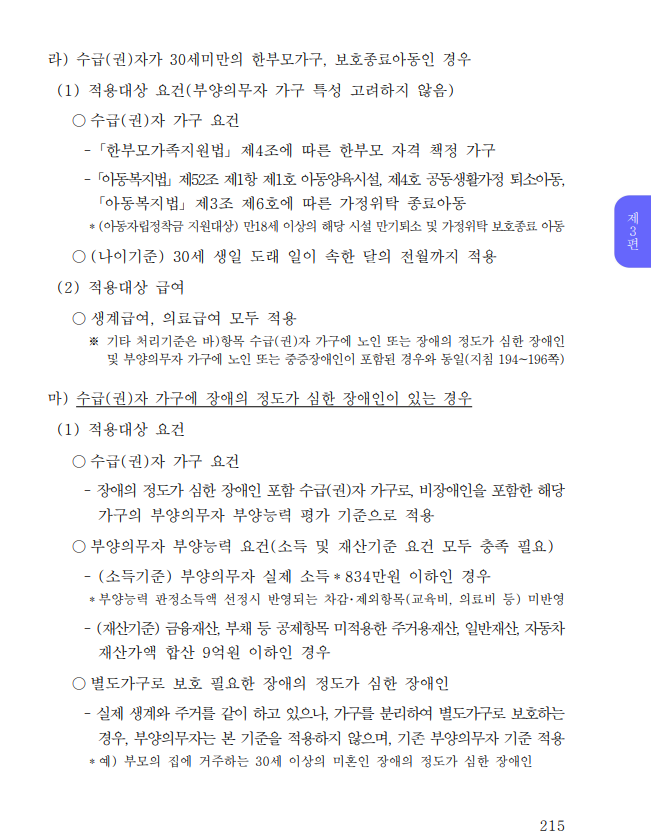 라) 수급(권)자가 30세미만의 한부모가구, 보호종료아동인 경우
(1) 적용대상 요건(부양의무자 가구 특성 고려하지 않음)
○ 수급(권)자 가구 요건
- 「한부모가족지원법」 제4조에 따른 한부모 자격 책정 가구
- 「아동복지법」 제52조 제1항 제1호 아동양육시설, 제4호 공동생활가정 퇴소아동,
「아동복지법」 제3조 제6호에 따른 가정위탁 종료아동
* (아동자립정착금 지원대상) 만18세 이상의 해당 시설 만기퇴소 및 가정위탁 보호종료 아동
○ (나이기준) 30세 생일 도래 일이 속한 달의 전월까지 적용
(2) 적용대상 급여
○ 생계급여, 의료급여 모두 적용
※ 기타 처리기준은 바)항목 수급(권)자 가구에 노인 또는 장애의 정도가 심한 장애인
및 부양의무자 가구에 노인 또는 중증장애인이 포함된 경우와 동일(지침 194~196쪽)
마) 수급(권)자 가구에 장애의 정도가 심한 장애인이 있는 경우
(1) 적용대상 요건
○ 수급(권)자 가구 요건
- 장애의 정도가 심한 장애인 포함 수급(권)자 가구로, 비장애인을 포함한 해당
가구의 부양의무자 부양능력 평가 기준으로 적용
○ 부양의무자 부양능력 요건(소득 및 재산기준 요건 모두 충족 필요)
- (소득기준) 부양의무자 실제 소득* 834만원 이하인 경우
* 부양능력 판정소득액 선정시 반영되는 차감·제외항목(교육비, 의료비 등) 미반영
- (재산기준) 금융재산, 부채 등 공제항목 미적용한 주거용재산, 일반재산, 자동차
재산가액 합산 9억원 이하인 경우
○ 별도가구로 보호 필요한 장애의 정도가 심한 장애인
- 실제 생계와 주거를 같이 하고 있으나, 가구를 분리하여 별도가구로 보호하는
경우, 부양의무자는 본 기준을 적용하지 않으며, 기존 부양의무자 기준 적용
* 예) 부모의 집에 거주하는 30세 이상의 미혼인 장애의 정도가 심한 장애인
제3편
215